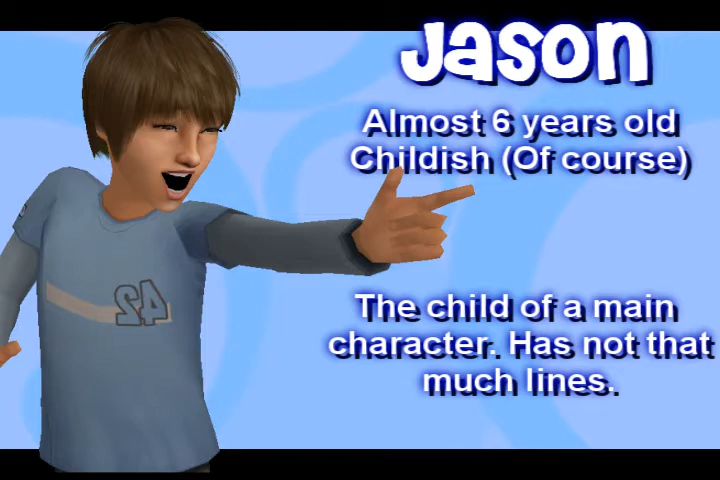 Jason
Almost 6 years old
Childish (Of course)
42
The child of a main
character. Has not that
much lines.